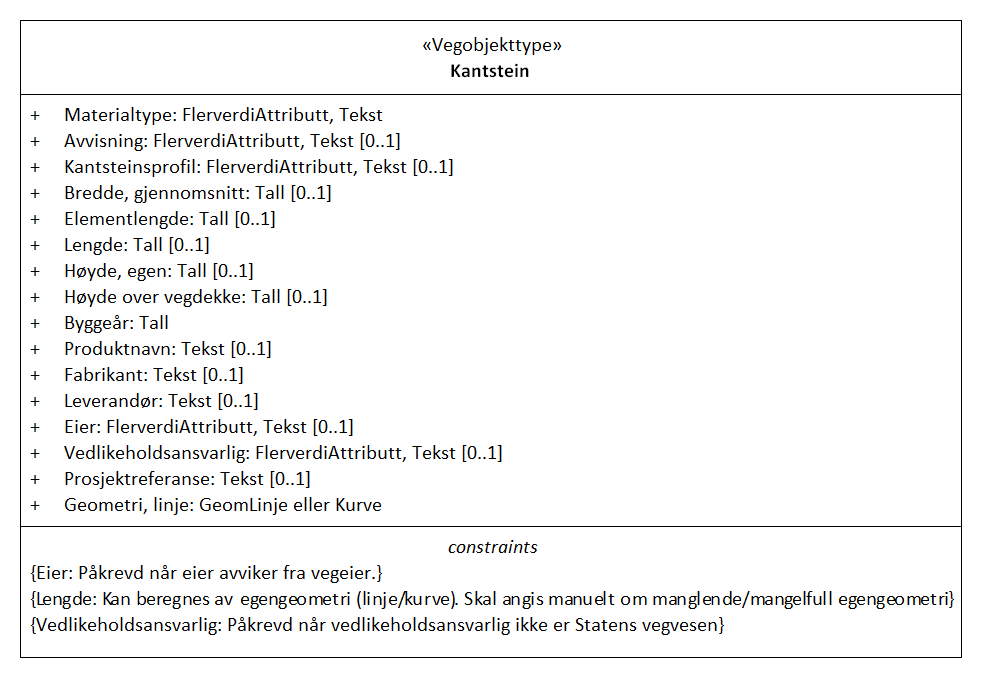 «Vegobjekttype»
Kantstein
+ Materialtype: FlerverdiAttributt, Tekst
+ Avvisning: FlerverdiAttributt, Tekst [0..1]
+ Kantsteinsprofil: FlerverdiAttributt, Tekst [0..1]
+ Bredde, gjennomsnitt: Tall [0..1]
+ Elementlengde: Tall [0..1]
+ Lengde: Tall [0..1]
+ Høyde, egen: Tall [0..1]
+ Høyde over vegdekke: Tall [0..1]
+ Byggeår: Tall
+ Produktnavn: Tekst [0..1]
+ Fabrikant: Tekst [0..1]
+ Leverandør: Tekst [0..1]
+ Eier: FlerverdiAttributt, Tekst [0..1]
+ Vedlikeholdsansvarlig: FlerverdiAttributt, Tekst [0..1]
+ Prosjektreferanse: Tekst [0..1]
+ Geometri, linje: GeomLinje eller Kurve
constraints
{Eier: Påkrevd når eier avviker fra vegeier.}
{Lengde: Kan beregnes av egengeometri (linje/kurve). Skal angis manuelt om manglende/mangelfull egengeometri}
{Vedlikeholdsansvarlig: Påkrevd når vedlikeholdsansvarlig ikke er Statens vegvesen}